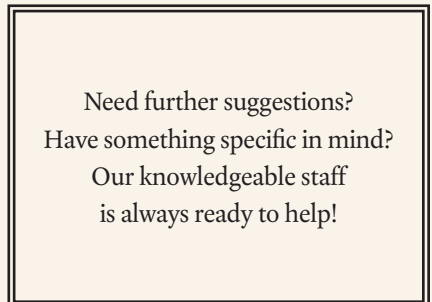 Need further suggestions?
Have something specific in mind?
Our knowledgeable staff
is always ready to help!